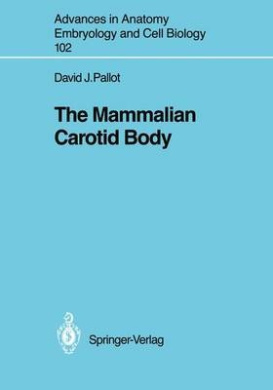 Advances in Anatomy
Embryology and Cell Biology
102
David J.Pallot
The Mammalian
Carotid Body
Springer-Verlag